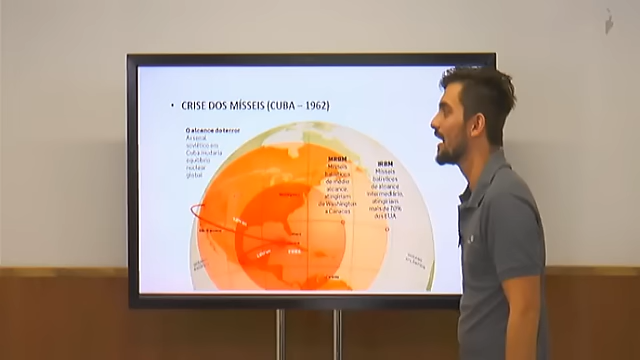 • CRISE DOS MÍSSEIS (CUBA – 1962)
O alcance do terror
Arsenal
soviético em
Cuba mudaria
equilíbrio
nuclear
global.
MRBM
Mísseis
balísticos
de médio
alcance,
atingiriam
de Washington
a Caracas
IRBM
Mísseis
balísticos
de alcance
intermediário,
atingiriam
mais de 70%
dos EUA